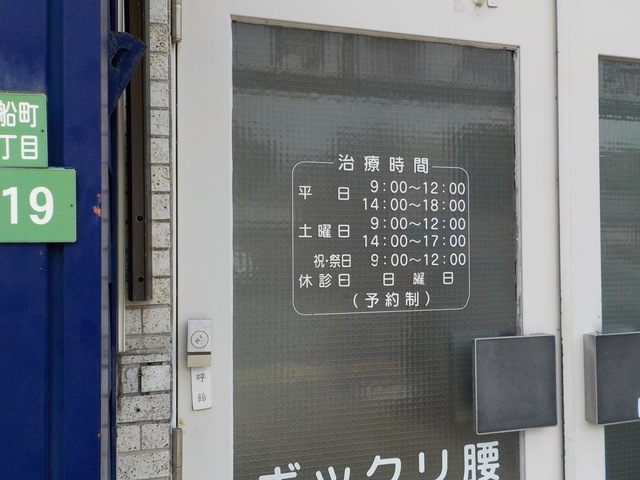 船町
丁目
19
治療時間
平日 9:00～12:00
14:00～18:00
土曜日 9:00～12:00
14:00～17:00
祝・祭日 9:00～12:00
休診日 日曜日
(予約制)
呼鈴
ギックリ腰